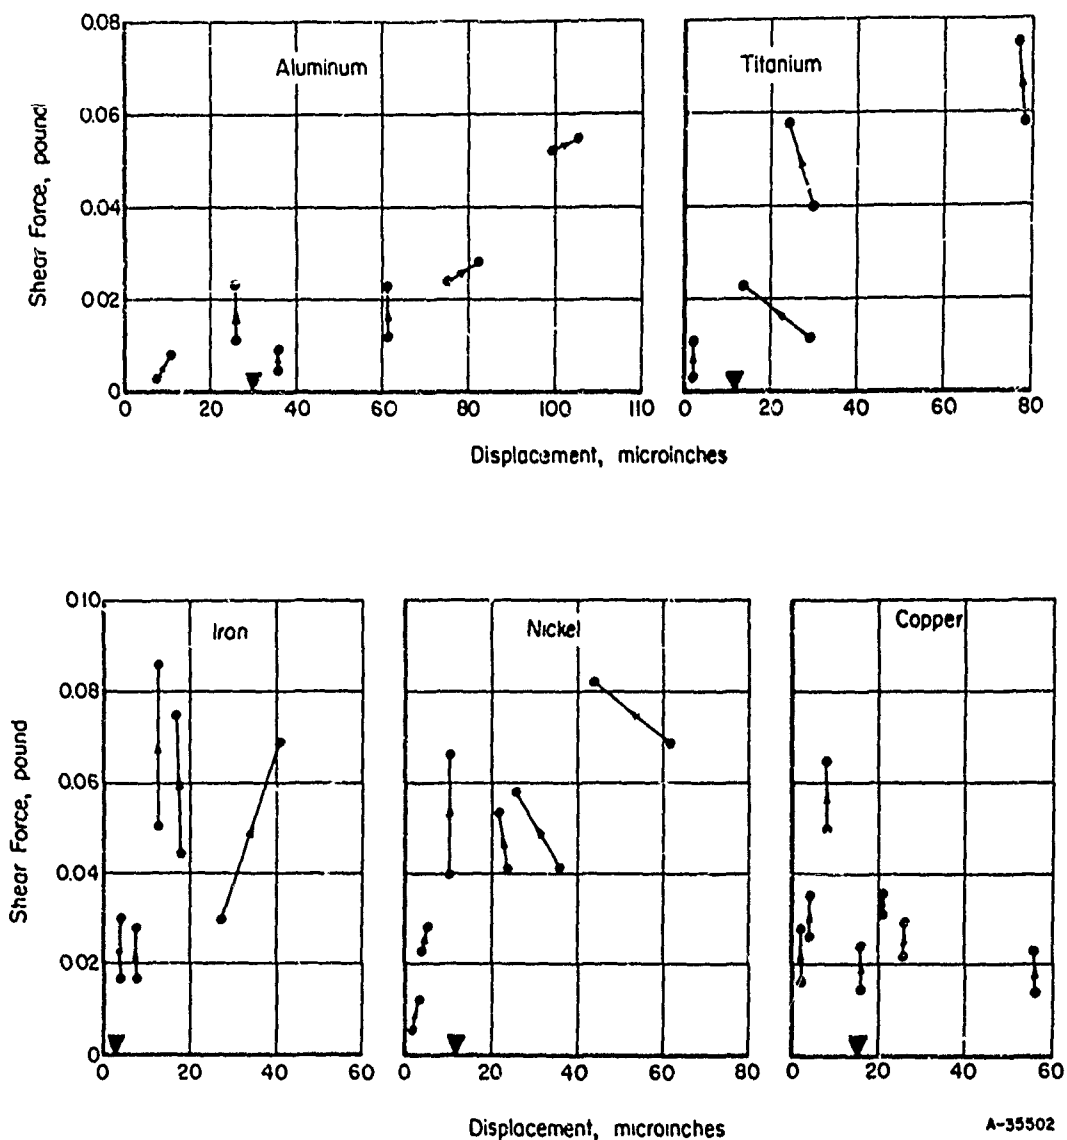 Aluminum
Titanium
Shear Force, pound
0.08
0.06
0.04
0.02
0
0 20 40 60 80 100 110
0 20 40 60 80
Displacement, microinches
Iron
Nickel
Copper
Shear Force, pound
0.10
0.08
0.06
0.04
0.02
0
0 20 40 60
0 20 40 60 80
0 20 40 60
Displacement, microinches
A-35502